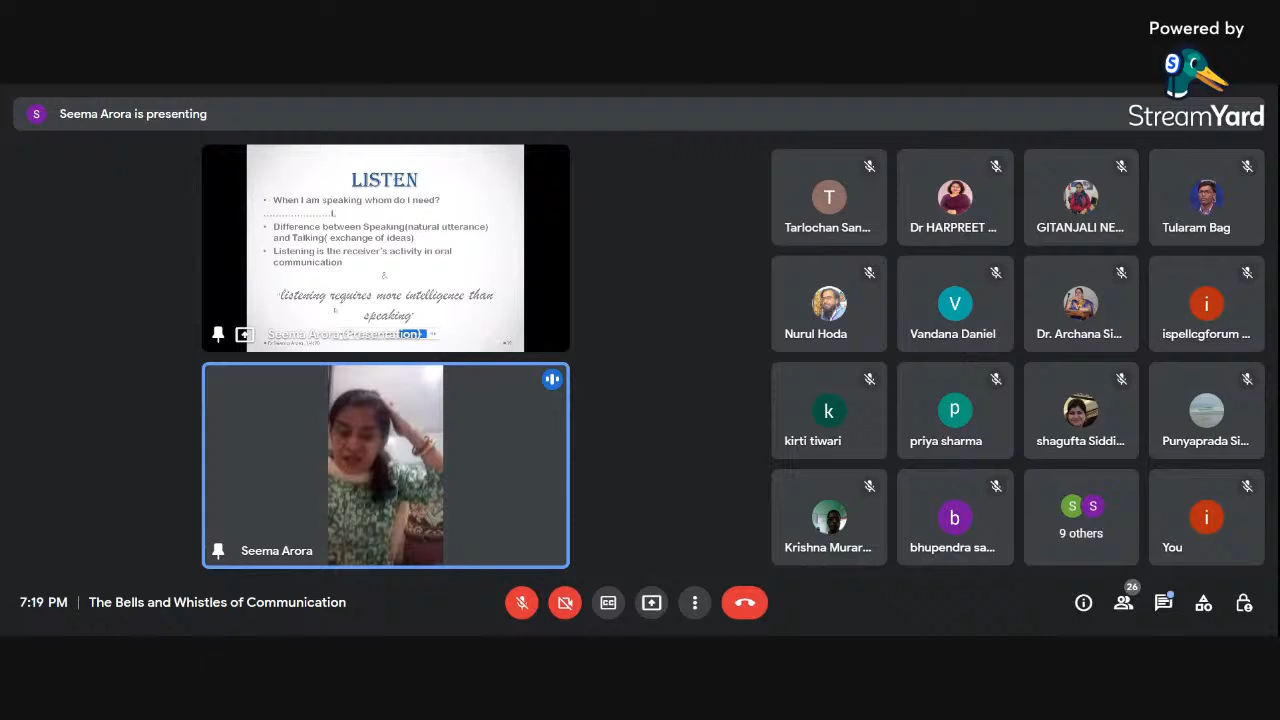 Powered by
S
StreamYard
S
Seema Arora is presenting
LISTEN
• When I am speaking whom do I need?
.......................L
• Difference between Speaking(natural utterance)
and Talking( exchange of ideas)
• Listening is the receiver's activity in oral
communication
&
'listening requires more intelligence than
speaking'
Seema Arora (Presentation)
Seema Arora
T
Tarlochan San...
Dr HARPREET ...
GITANJALI NE...
Tularam Bag
Nurul Hoda
V
Vandana Daniel
Dr. Archana Si...
i
ispellcgforum ...
k
kirti tiwari
p
priya sharma
shagufta Siddi...
Punyaprada Si...
Krishna Murar...
b
bhupendra sa...
S S
9 others
i
You
7:19 PM | The Bells and Whistles of Communication
CC
26